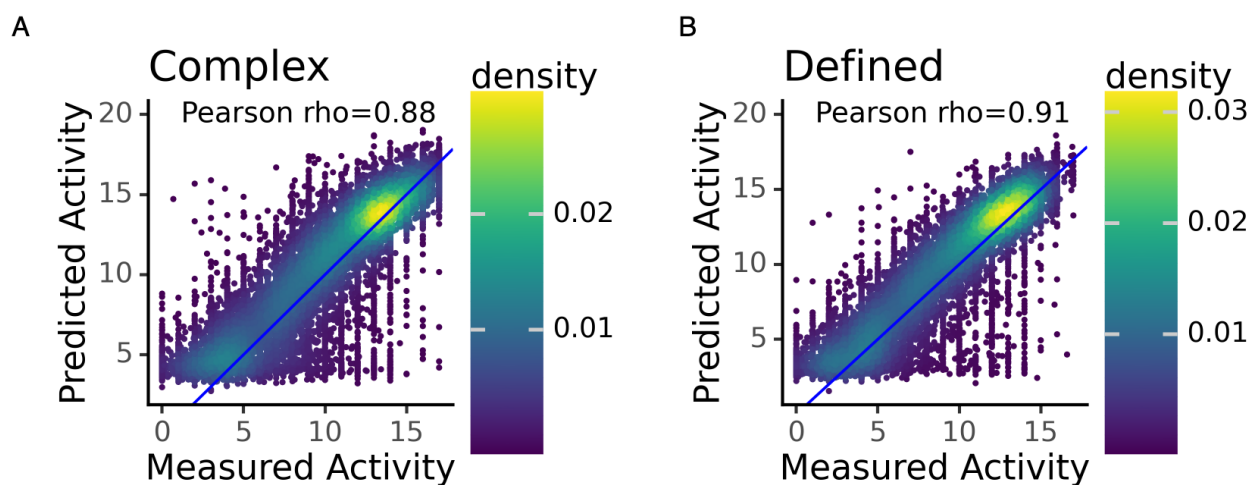 A
Complex
Pearson rho=0.88
Predicted Activity
20
15
10
5
0
5
10
15
Measured Activity
density
0.02
0.01
B
Defined
Pearson rho=0.91
Predicted Activity
20
15
10
5
0
5
10
15
Measured Activity
density
0.03
0.02
0.01